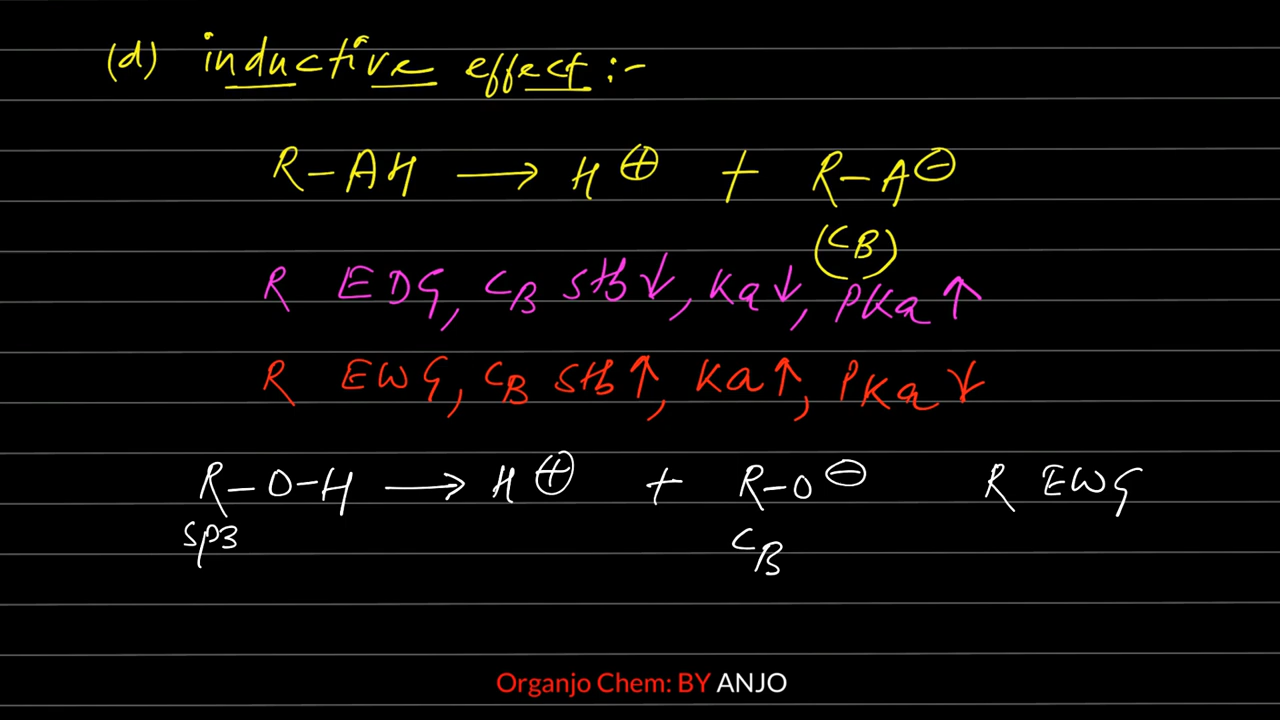 (d) inductive effect :-
R-AH ⟶ H⊕ + R-A⊖
(CB)
R EDG, CB Stb↓, Ka↓, PKa↑
R EWG, CB Stb↑, Ka↑, PKa↓
R-O-H ⟶ H⊕ + R-O⊖ R EWG
SP3 CB
Organjo Chem: BY ANJO